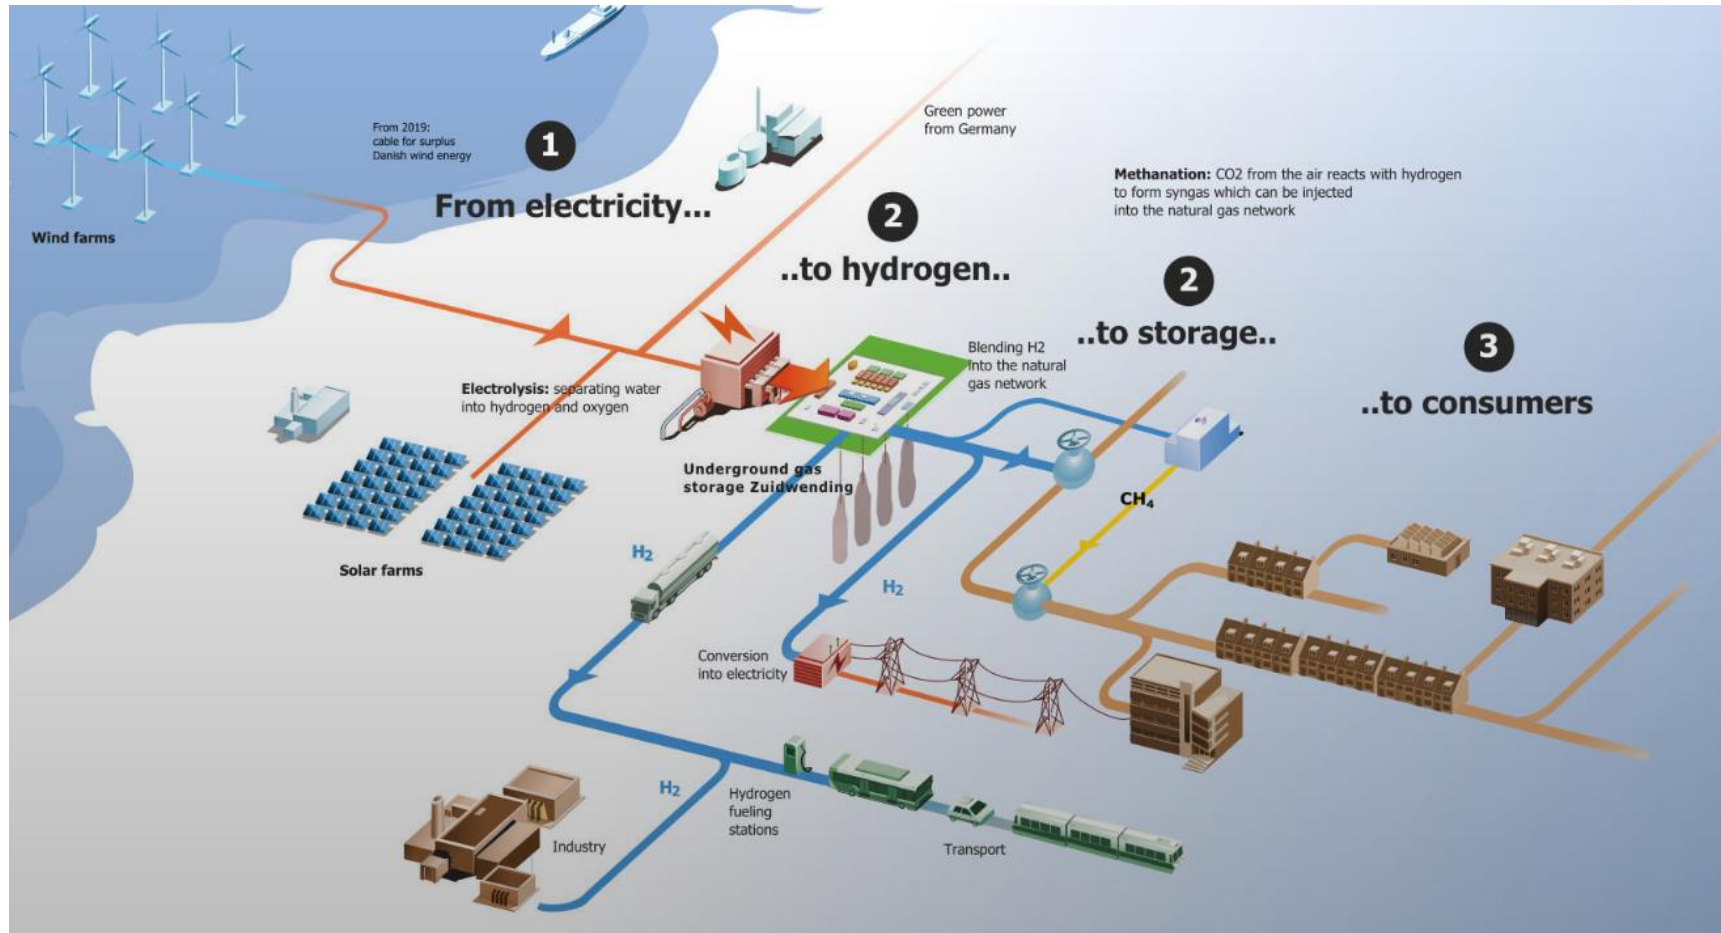 From 2019:
cable for surplus
Danish wind energy
1
From electricity...
Wind farms
Green power
from Germany
2
..to hydrogen..
Methanation: CO2 from the air reacts with hydrogen
to form syngas which can be injected
into the natural gas network
2
..to storage..
3
..to consumers
Blending H2
into the natural
gas network
Electrolysis: separating water
into hydrogen and oxygen
Underground gas
storage Zuidwending
CH4
Solar farms
H2
H2
Conversion
into electricity
H2
Hydrogen
fueling
stations
Industry
Transport